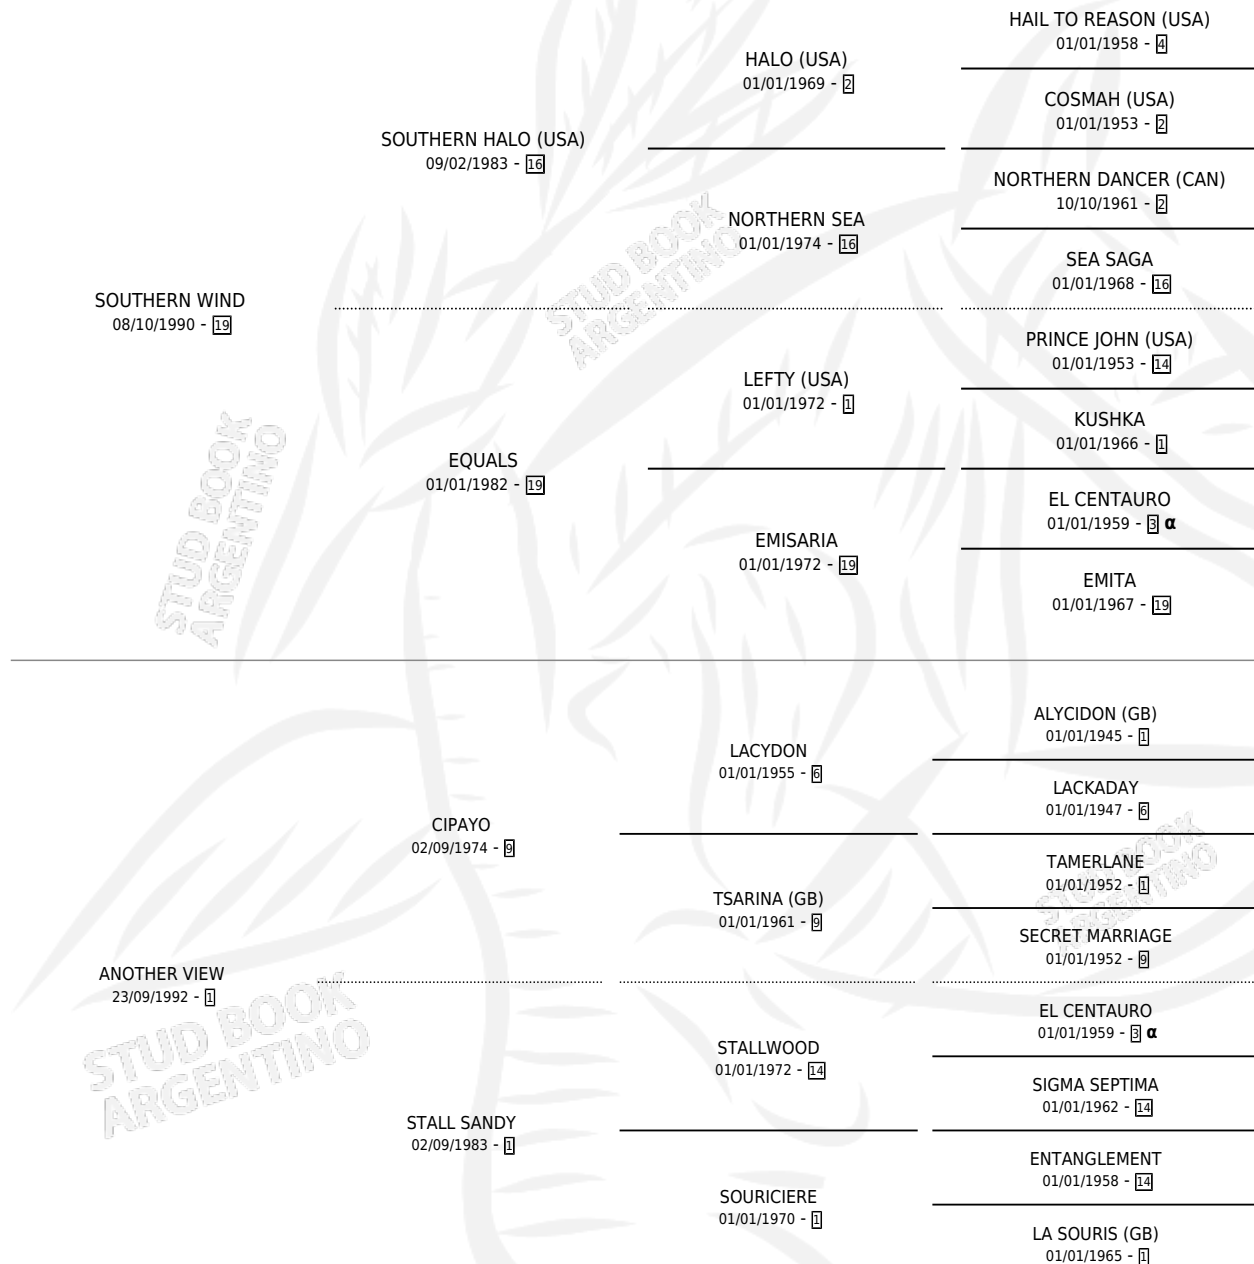 HAIL TO REASON (USA)
01/01/1958 - 4
HALO (USA)
01/01/1969 - 2
COSMAH (USA)
01/01/1953 - 2
SOUTHERN HALO (USA)
09/02/1983 - 16
NORTHERN DANCER (CAN)
10/10/1961 - 2
NORTHERN SEA
01/01/1974 - 16
SEA SAGA
01/01/1968 - 16
SOUTHERN WIND
08/10/1990 - 19
PRINCE JOHN (USA)
01/01/1953 - 14
LEFTY (USA)
01/01/1972 - 1
KUSHKA
01/01/1966 - 1
EQUALS
01/01/1982 - 19
EL CENTAURO
01/01/1959 - 3 α
EMISARIA
01/01/1972 - 19
EMITA
01/01/1967 - 19
ALYCIDON (GB)
01/01/1945 - 1
LACYDON
01/01/1955 - 6
LACKADAY
01/01/1947 - 6
CIPAYO
02/09/1974 - 9
TAMERLANE
01/01/1952 - 1
TSARINA (GB)
01/01/1961 - 9
SECRET MARRIAGE
01/01/1952 - 9
ANOTHER VIEW
23/09/1992 - 1
EL CENTAURO
01/01/1959 - 3 α
STALLWOOD
01/01/1972 - 14
SIGMA SEPTIMA
01/01/1962 - 14
STALL SANDY
02/09/1983 - 1
ENTANGLEMENT
01/01/1958 - 14
SOURICIERE
01/01/1970 - 1
LA SOURIS (GB)
01/01/1965 - 1
STUD BOOK
ARGENTINO
STUD BOOK
ARGENTINO
STUD BOOK
ARGENTINO
STUD BOOK
ARGENTINO